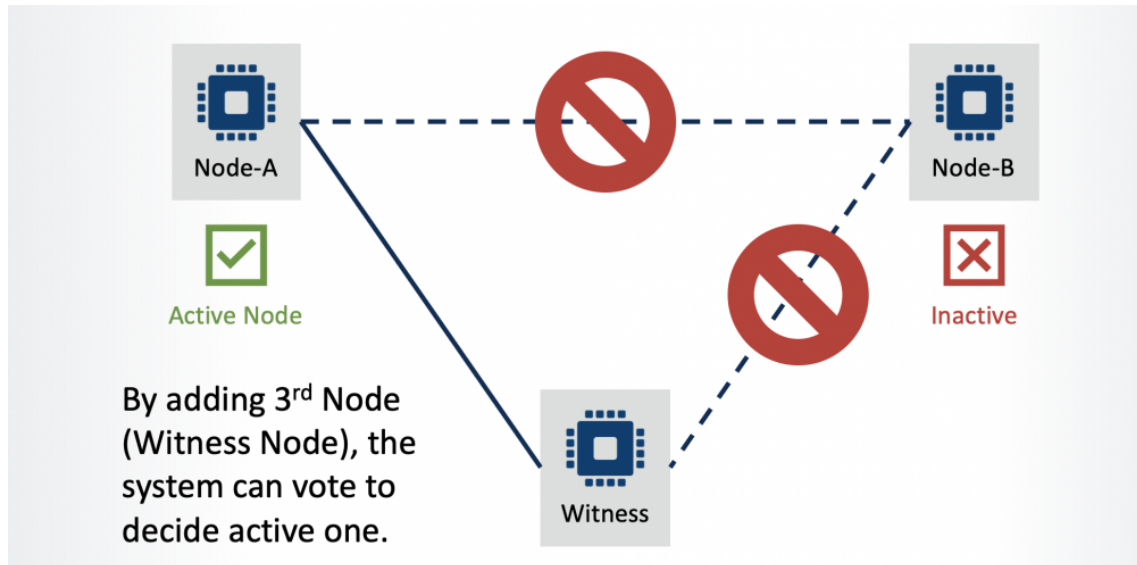 Node-A
Node-B
Active Node
Inactive
By adding 3rd Node
(Witness Node), the
system can vote to
decide active one.
Witness